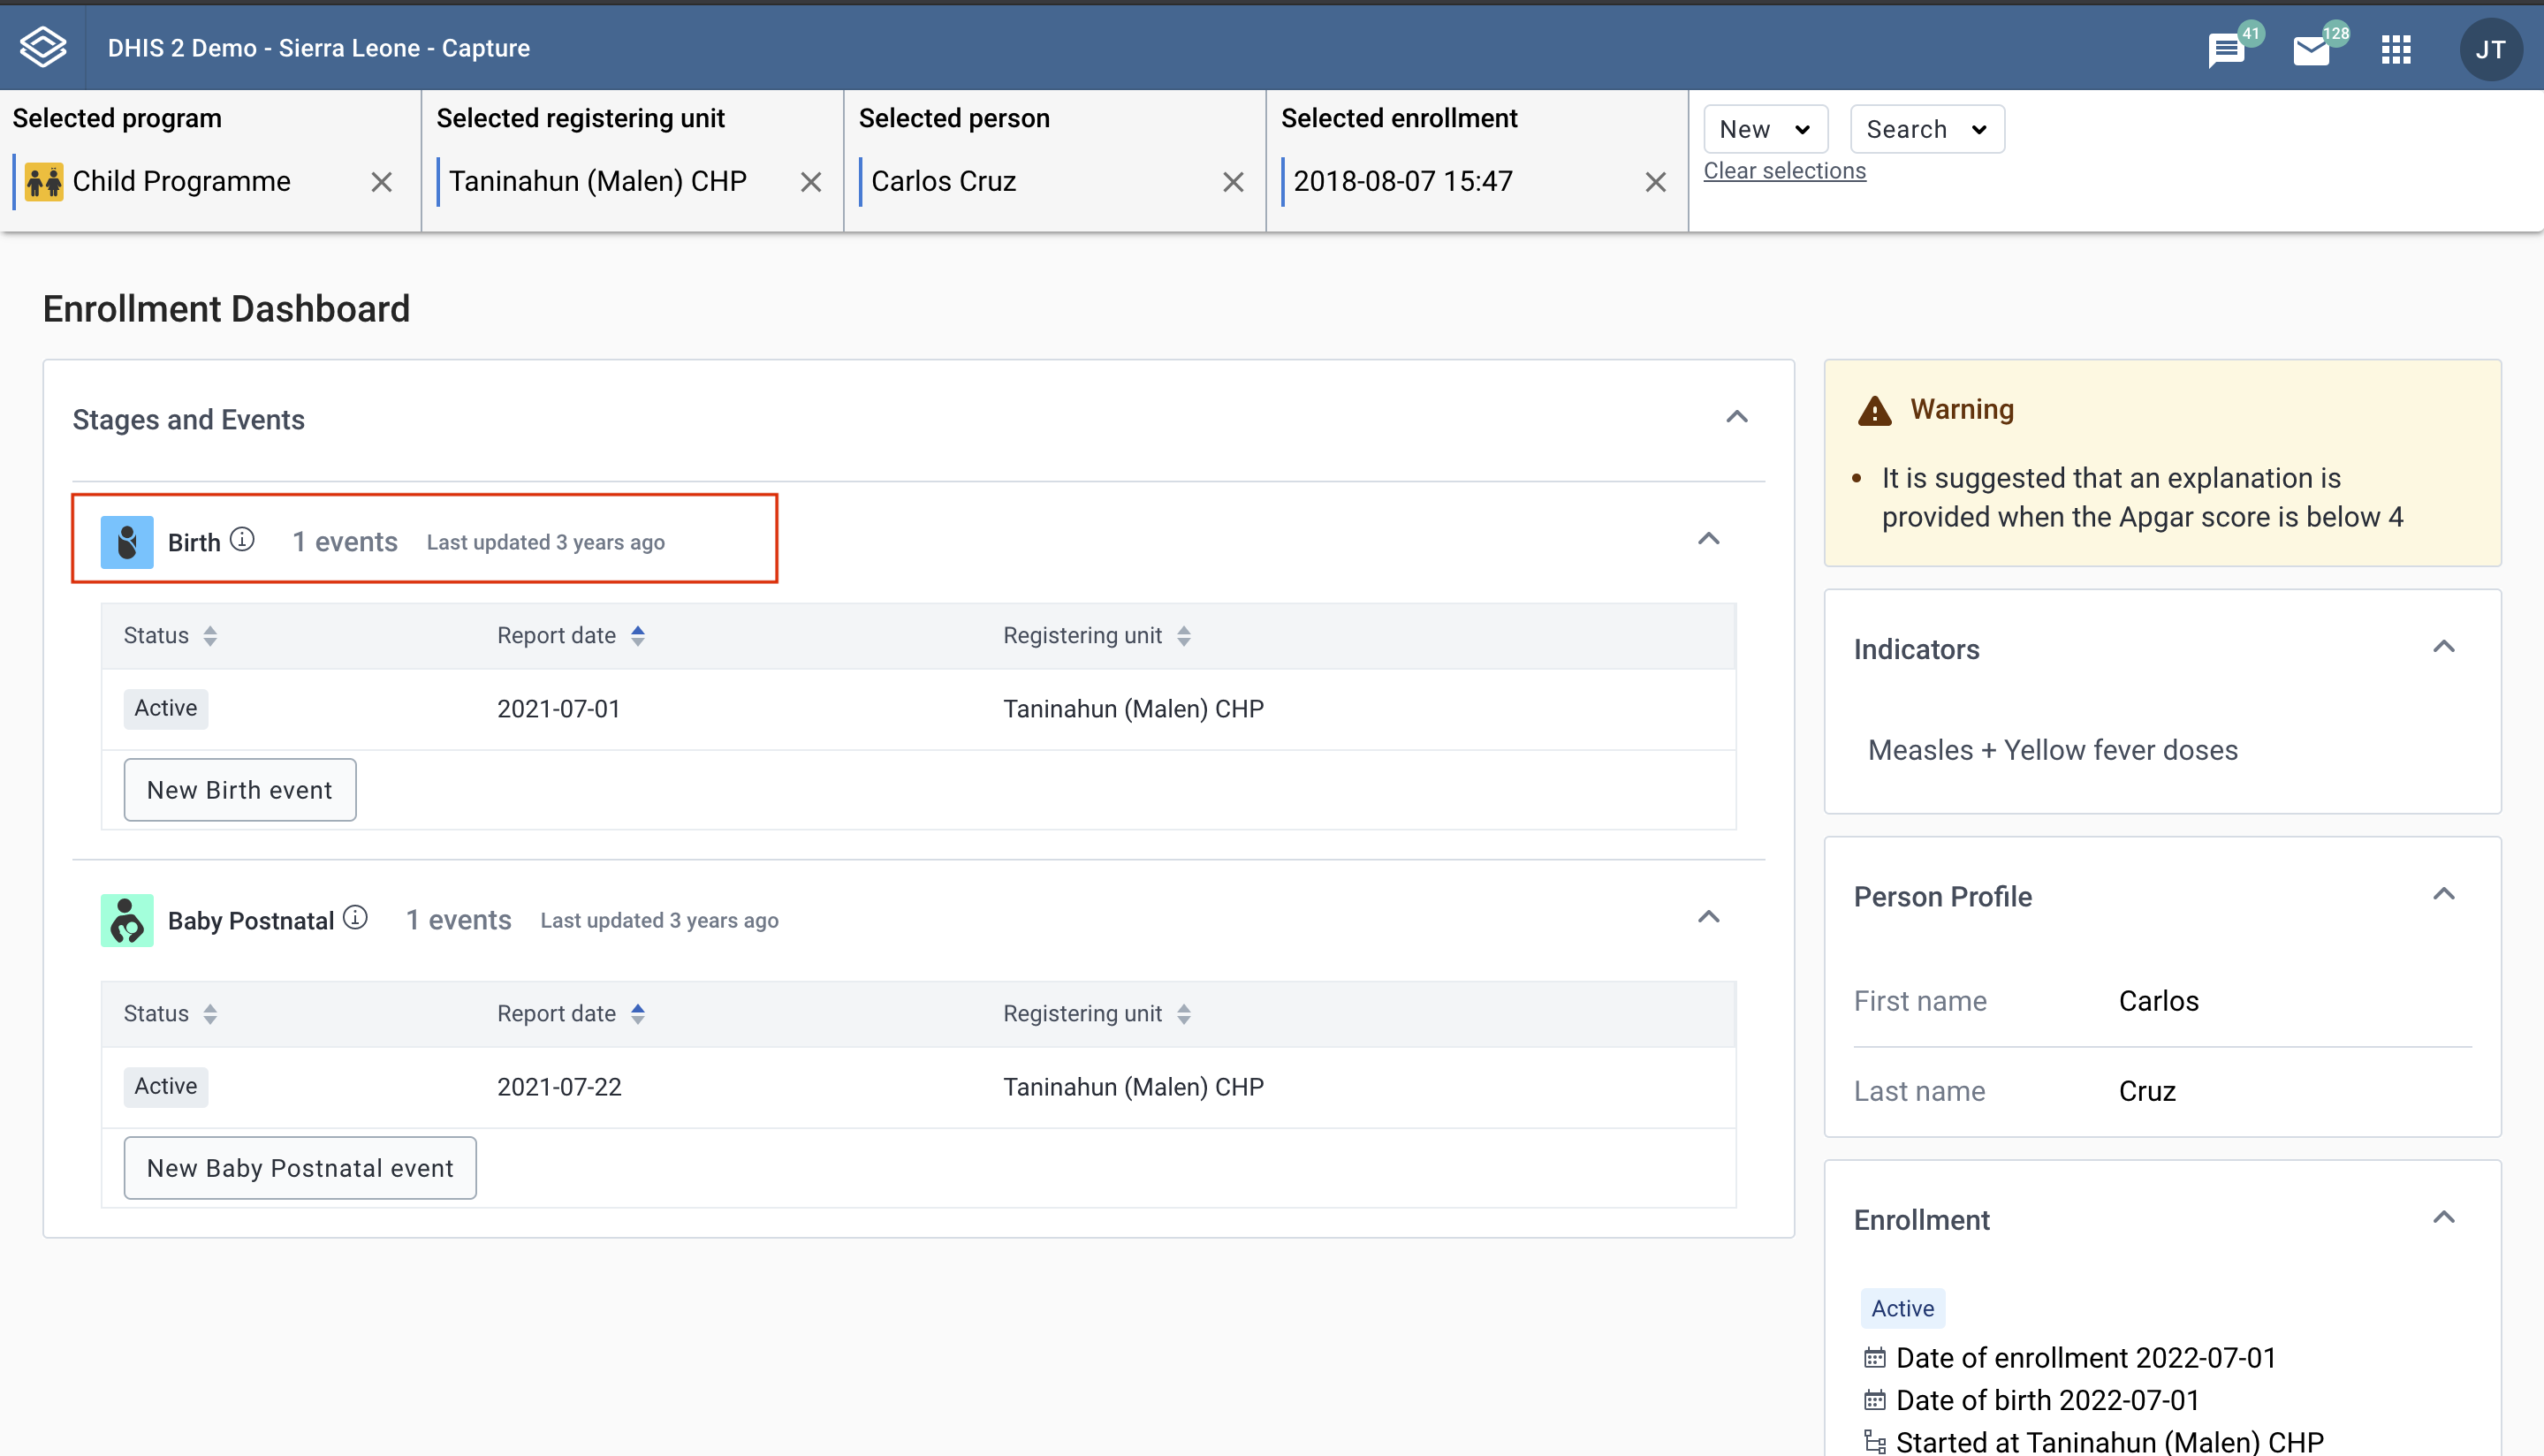 DHIS 2 Demo - Sierra Leone - Capture
41
128
JT
Selected program
Child Programme
Selected registering unit
Taninahun (Malen) CHP
Selected person
Carlos Cruz
Selected enrollment
2018-08-07 15:47
New
Search
Clear selections
Enrollment Dashboard
Stages and Events
Birth 1 events Last updated 3 years ago
Status Report date Registering unit
Active 2021-07-01 Taninahun (Malen) CHP
New Birth event
Baby Postnatal 1 events Last updated 3 years ago
Status Report date Registering unit
Active 2021-07-22 Taninahun (Malen) CHP
New Baby Postnatal event
Warning
It is suggested that an explanation is
provided when the Apgar score is below 4
Indicators
Measles + Yellow fever doses
Person Profile
First name Carlos
Last name Cruz
Enrollment
Active
Date of enrollment 2022-07-01
Date of birth 2022-07-01
Started at Taninahun (Malen) CHP